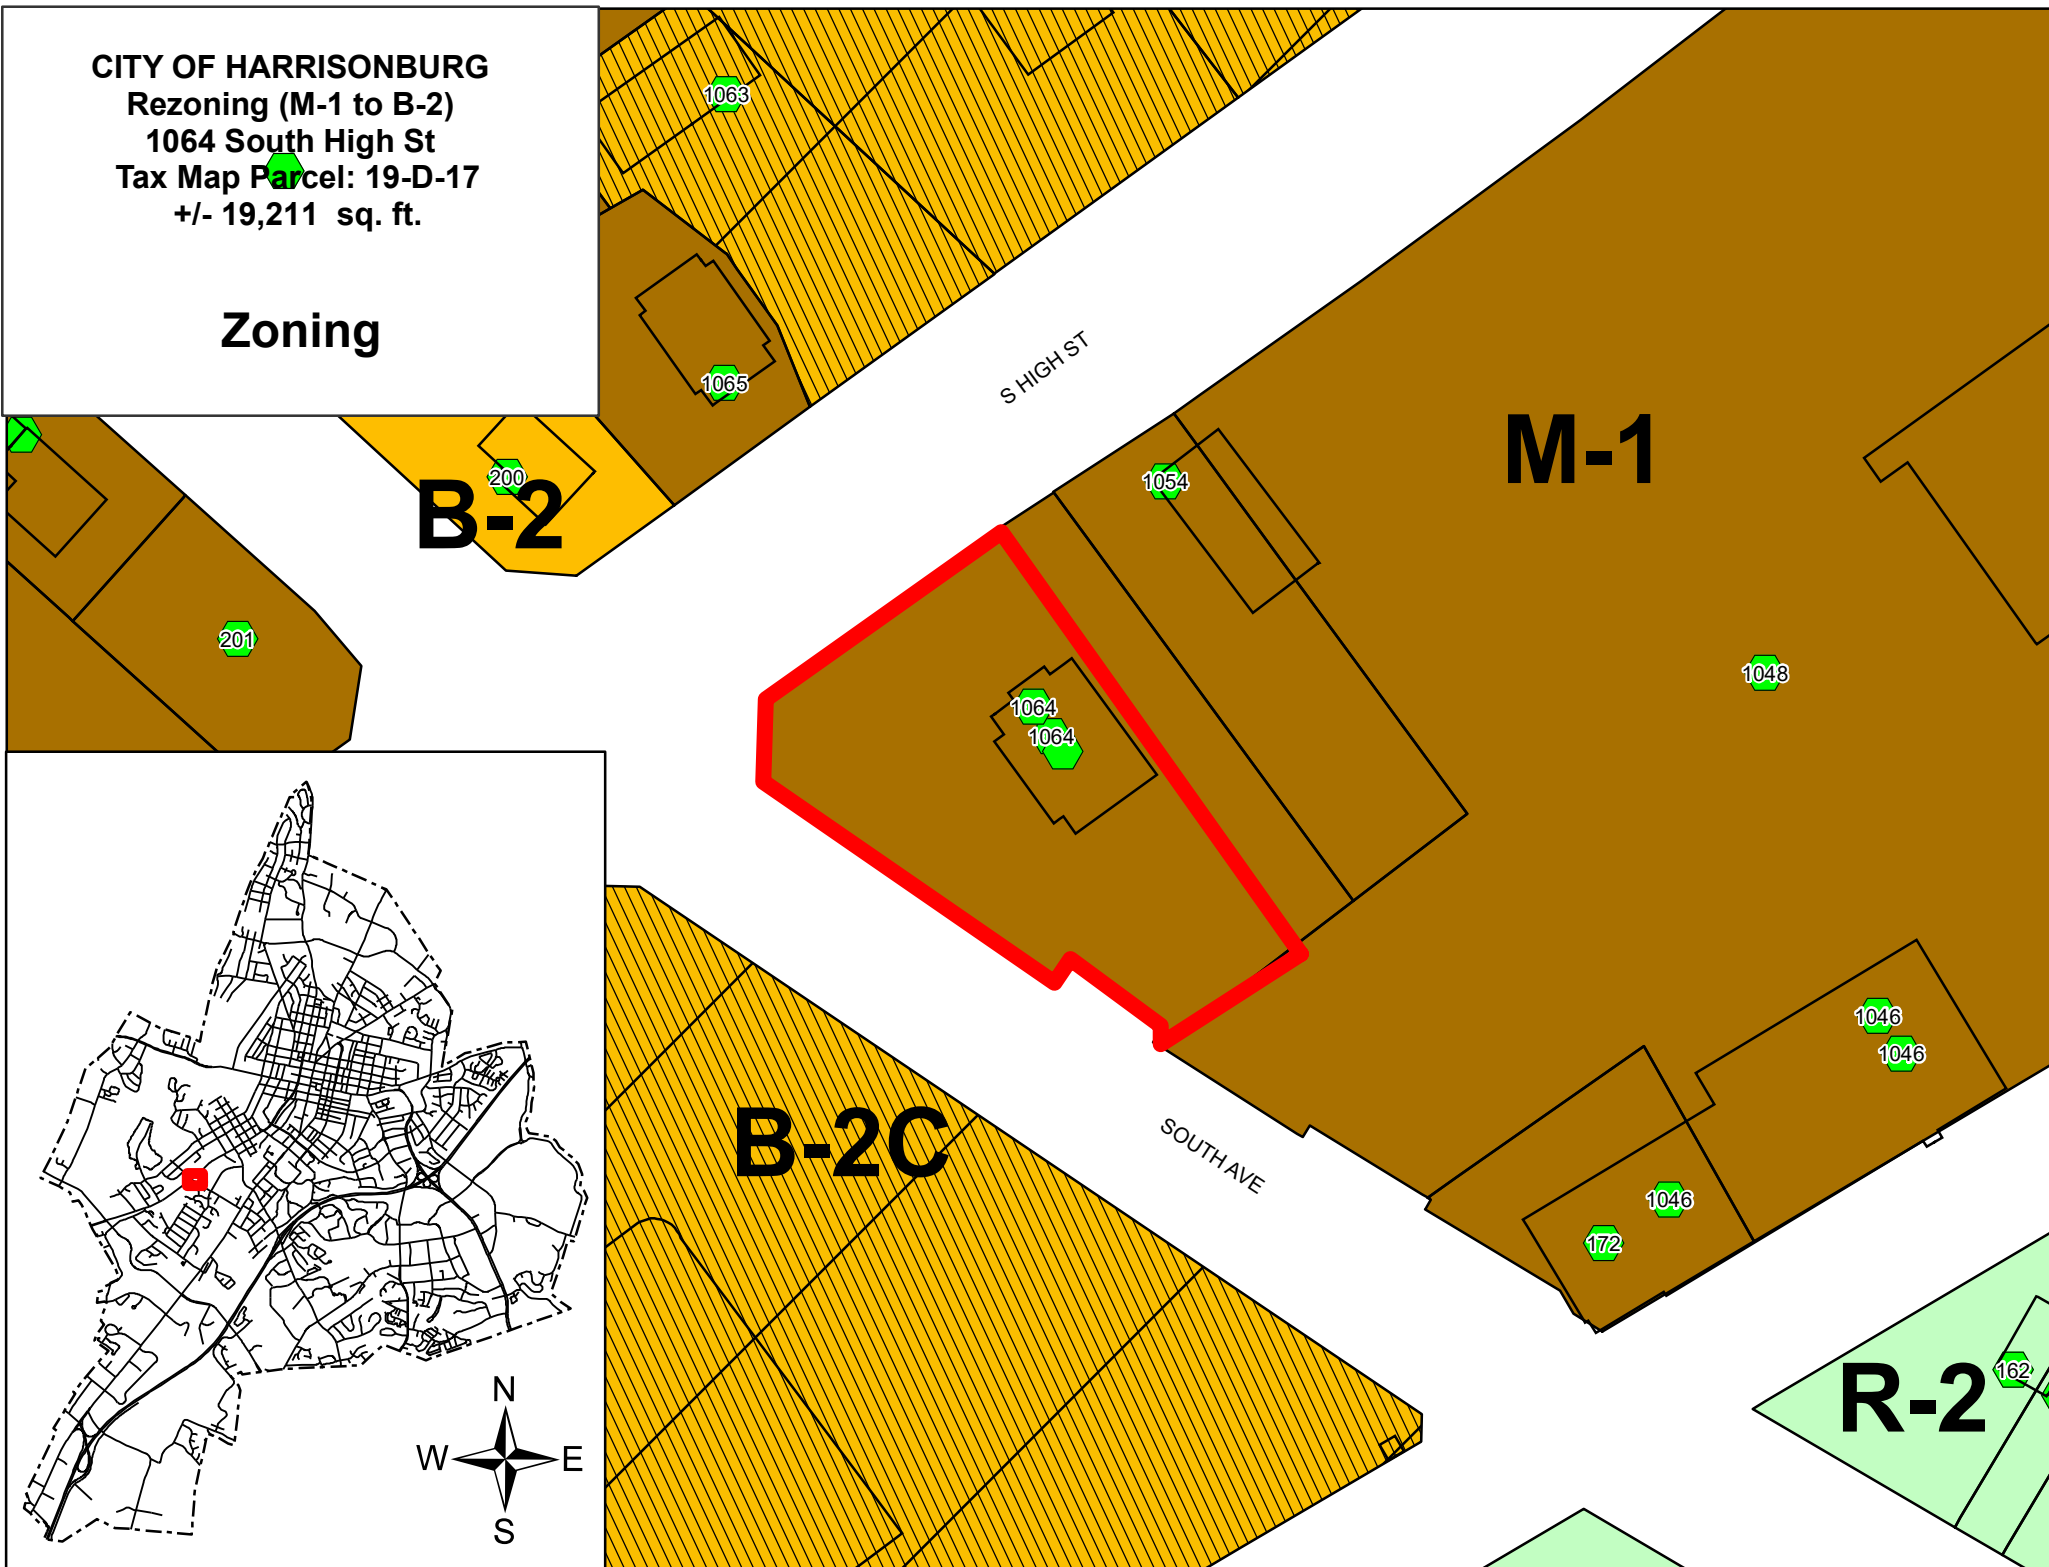 CITY OF HARRISONBURG
Rezoning (M-1 to B-2)
1064 South High St
Tax Map Parcel: 19-D-17
+/- 19,211 sq. ft.
Zoning
1063
1065
S HIGH ST
200
B-2
1054
M-1
201
1048
1064
1064
1046
1046
B-2C
SOUTH AVE
1046
172
162
R-2
N
W
E
S